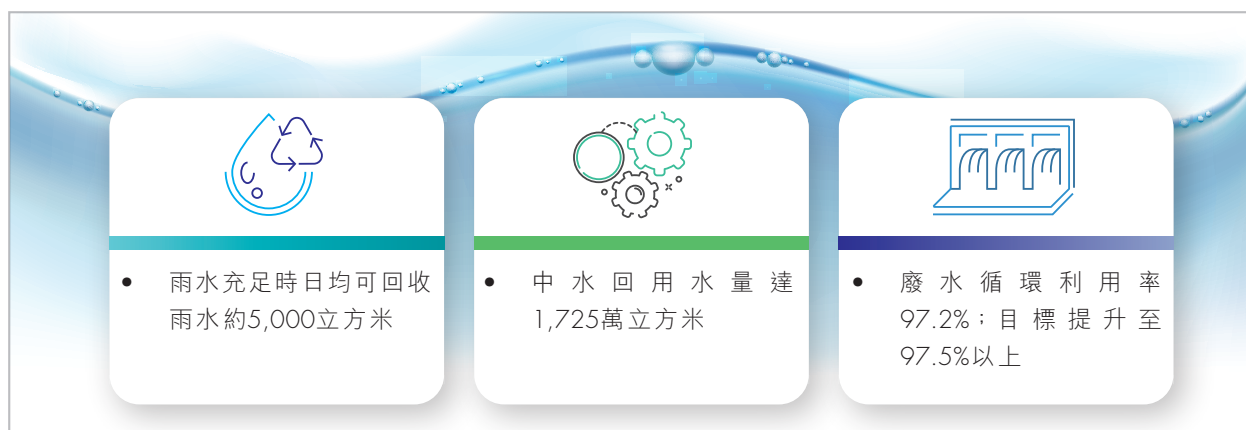 • 雨水充足時日均可回收
雨水約5,000立方米
• 中水回用水量達
1,725萬立方米
• 廢水循環利用率
97.2%；目標提升至
97.5%以上